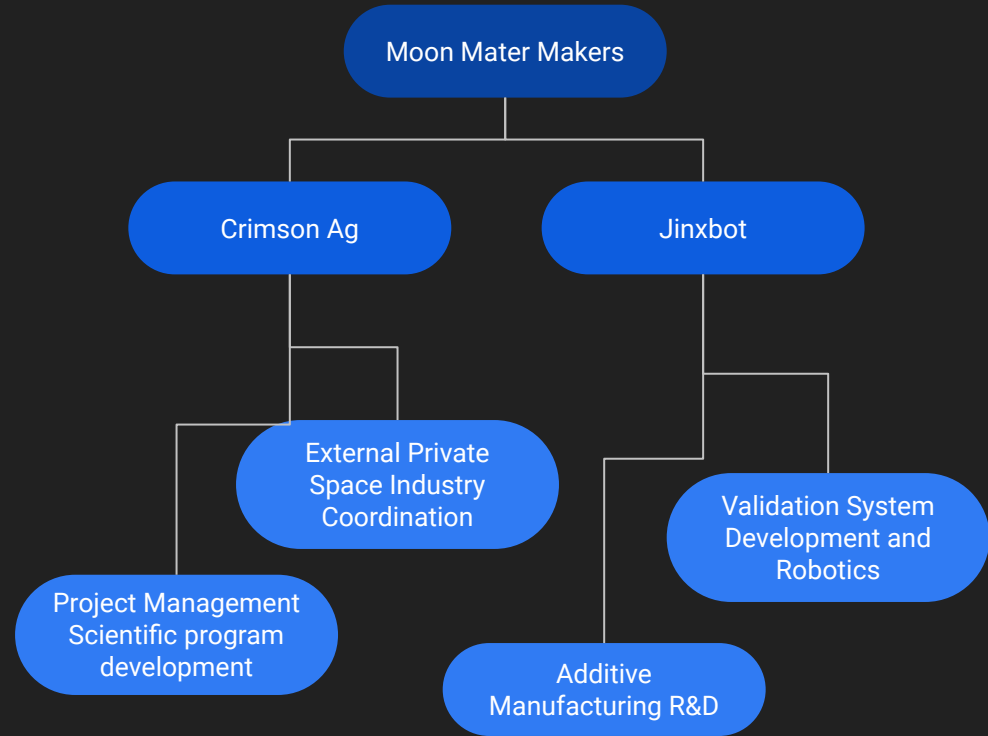 Moon Mater Makers
Crimson Ag
Jinxbot
External Private
Space Industry
Coordination
Validation System
Development and
Robotics
Project Management
Scientific program
development
Additive
Manufacturing R&D